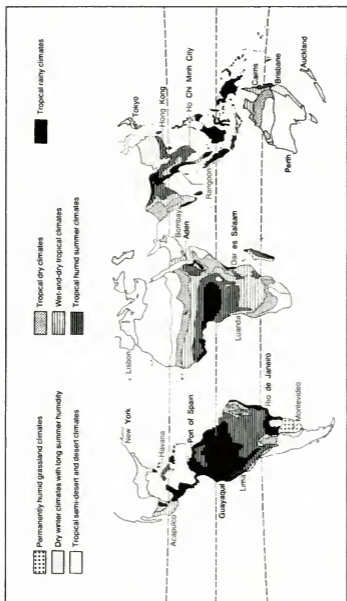 Permanently humid grassland climates
Dry winter climates with long summer humidity
Tropical semi-desert and desert climates
Tropical dry climates
Wet-and-dry tropical climates
Tropical humid summer climates
Tropical rainy climates
New York
Havana
Acapulco
Port of Spain
Guayaquil
Lima
Rio de Janeiro
Montevideo
Lisbon
Bombay
Aden
Dar es Salaam
Luanda
Tokyo
Hong Kong
Ho Chi Minh City
Rangoon
Cairns
Brisbane
Perth
Auckland